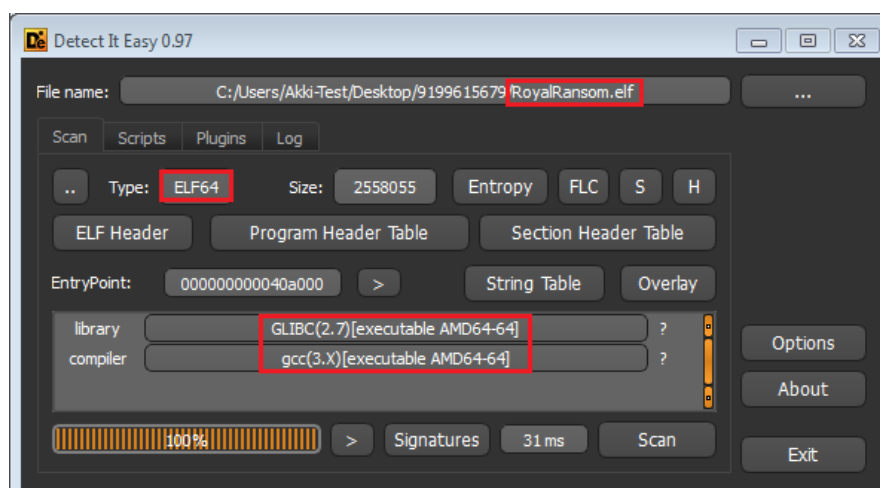 Detect It Easy 0.97
File name: C:/Users/Akki-Test/Desktop/9199615679/RoyalRansom.elf ...
Scan Scripts Plugins Log
.. Type: ELF64 Size: 2558055 Entropy FLC S H
ELF Header Program Header Table Section Header Table
EntryPoint: 000000000040a000 > String Table Overlay
library GLIBC(2.7)[executable AMD64-64] ?
compiler gcc(3.X)[executable AMD64-64] ?
Options
About
100% > Signatures 31 ms Scan
Exit